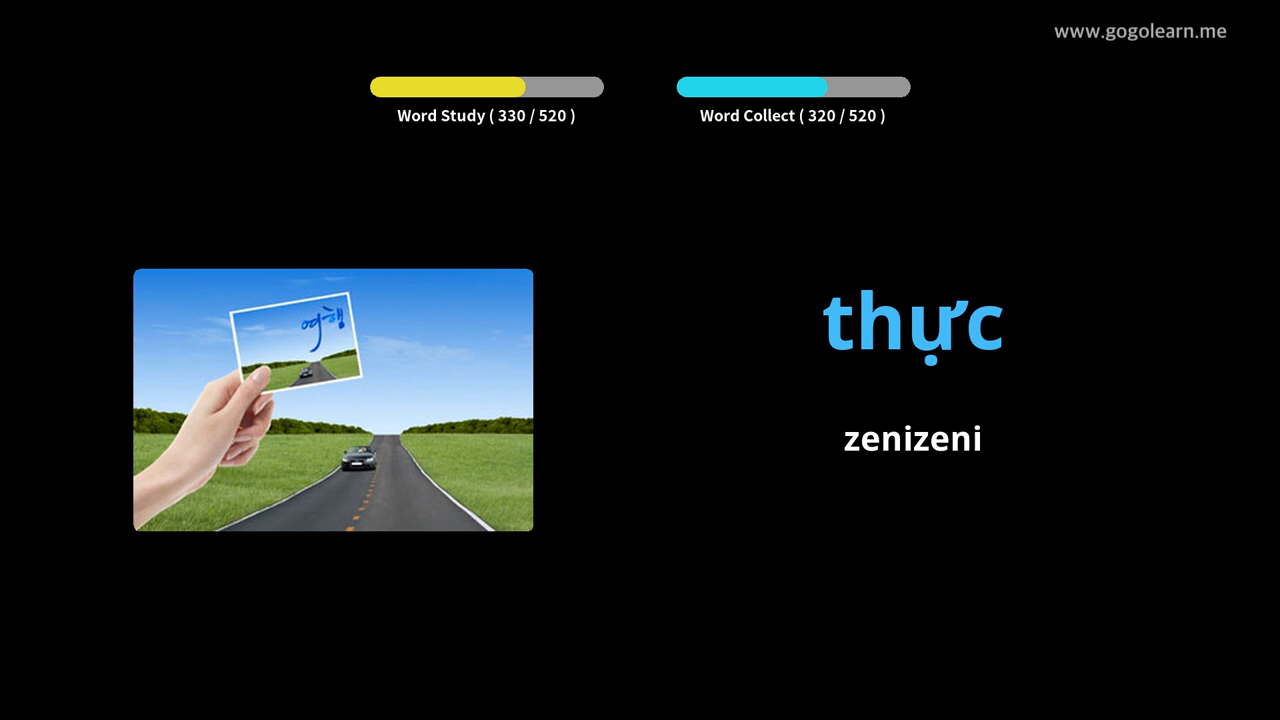 www.gogolearn.me
Word Study ( 330 / 520 )
Word Collect ( 320 / 520 )
여행
thực
zenizeni